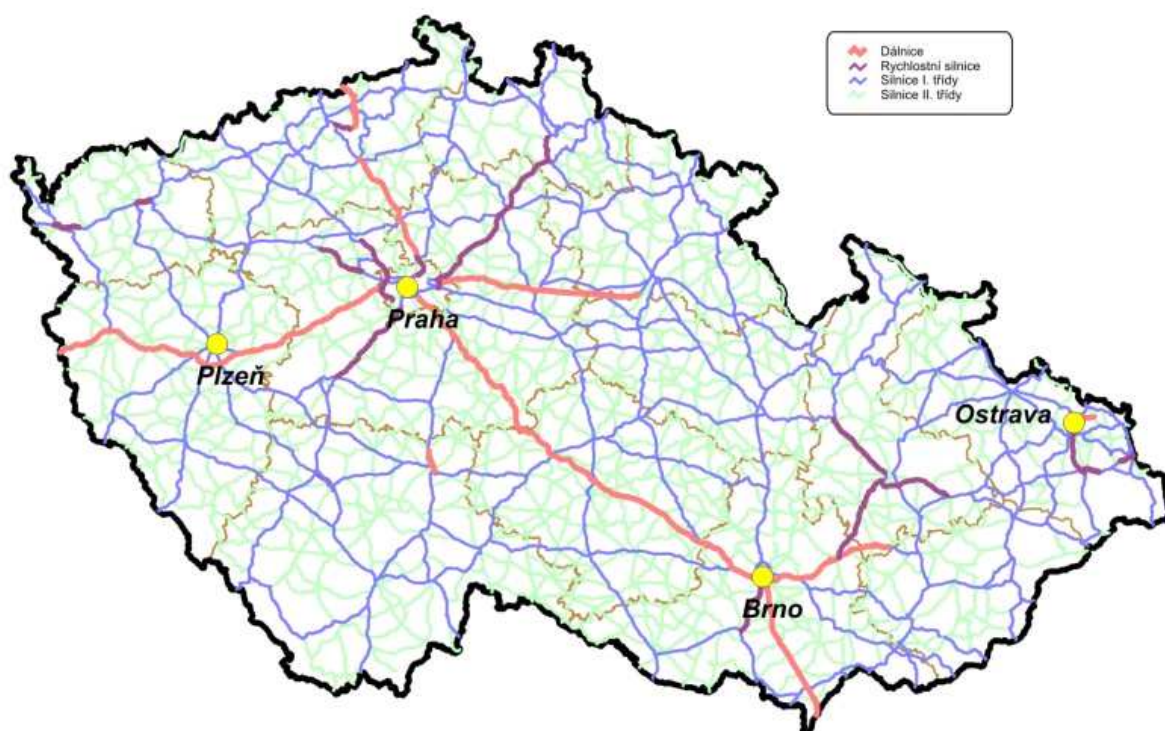 Dálnice
Rychlostní silnice
Silnice I. třídy
Silnice II. třídy
Praha
Plzeň
Ostrava
Brno